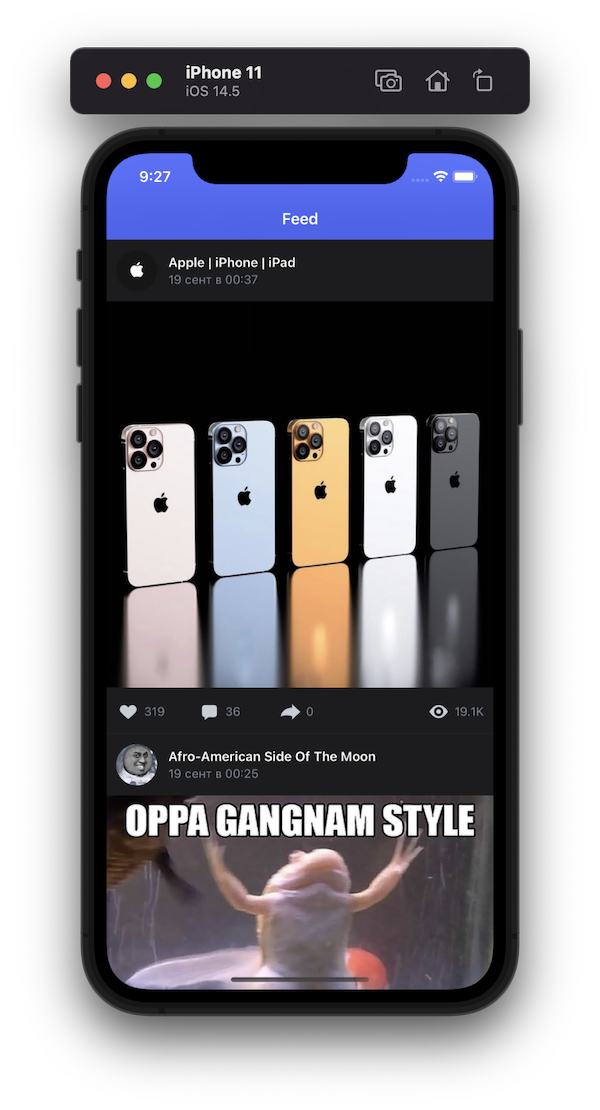 iPhone 11
iOS 14.5
9:27
Feed
Apple | iPhone | iPad
19 сент в 00:37
319
36
0
19.1K
Afro-American Side Of The Moon
19 сент в 00:25
OPPA GANGNAM STYLE